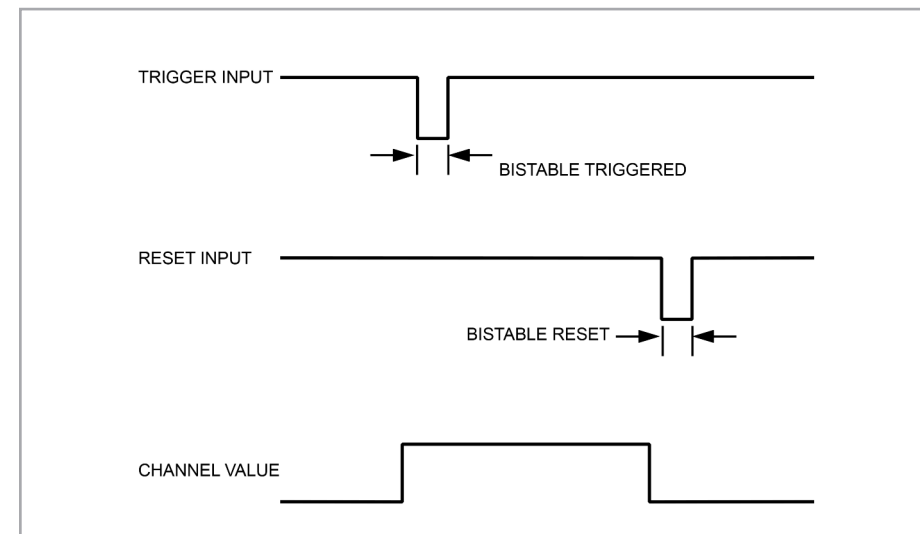 TRIGGER INPUT
BISTABLE TRIGGERED
RESET INPUT
BISTABLE RESET
CHANNEL VALUE